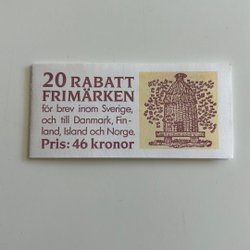 20 RABATT
FRIMÄRKEN
för brev inom Sverige,
och till Danmark, Fin-
land, Island och Norge.
Pris: 46 kronor